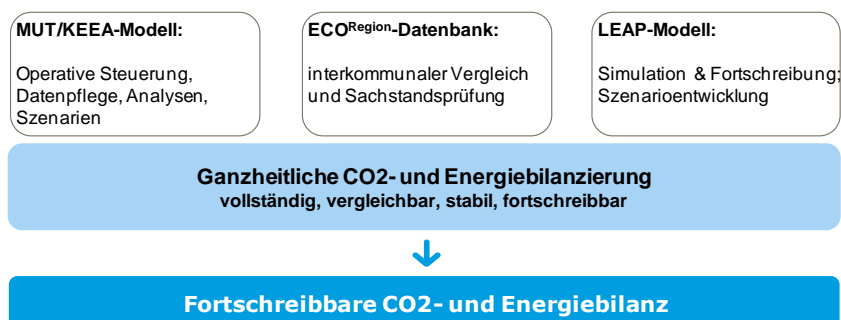 MUT/KEEA-Modell:
Operative Steuerung,
Datenpflege, Analysen,
Szenarien
ECORegion-Datenbank:
interkommunaler Vergleich
und Sachstandsprüfung
LEAP-Modell:
Simulation & Fortschreibung;
Szenarioentwicklung
Ganzheitliche CO2- und Energiebilanzierung
vollständig, vergleichbar, stabil, fortschreibbar
Fortschreibbare CO2- und Energiebilanz